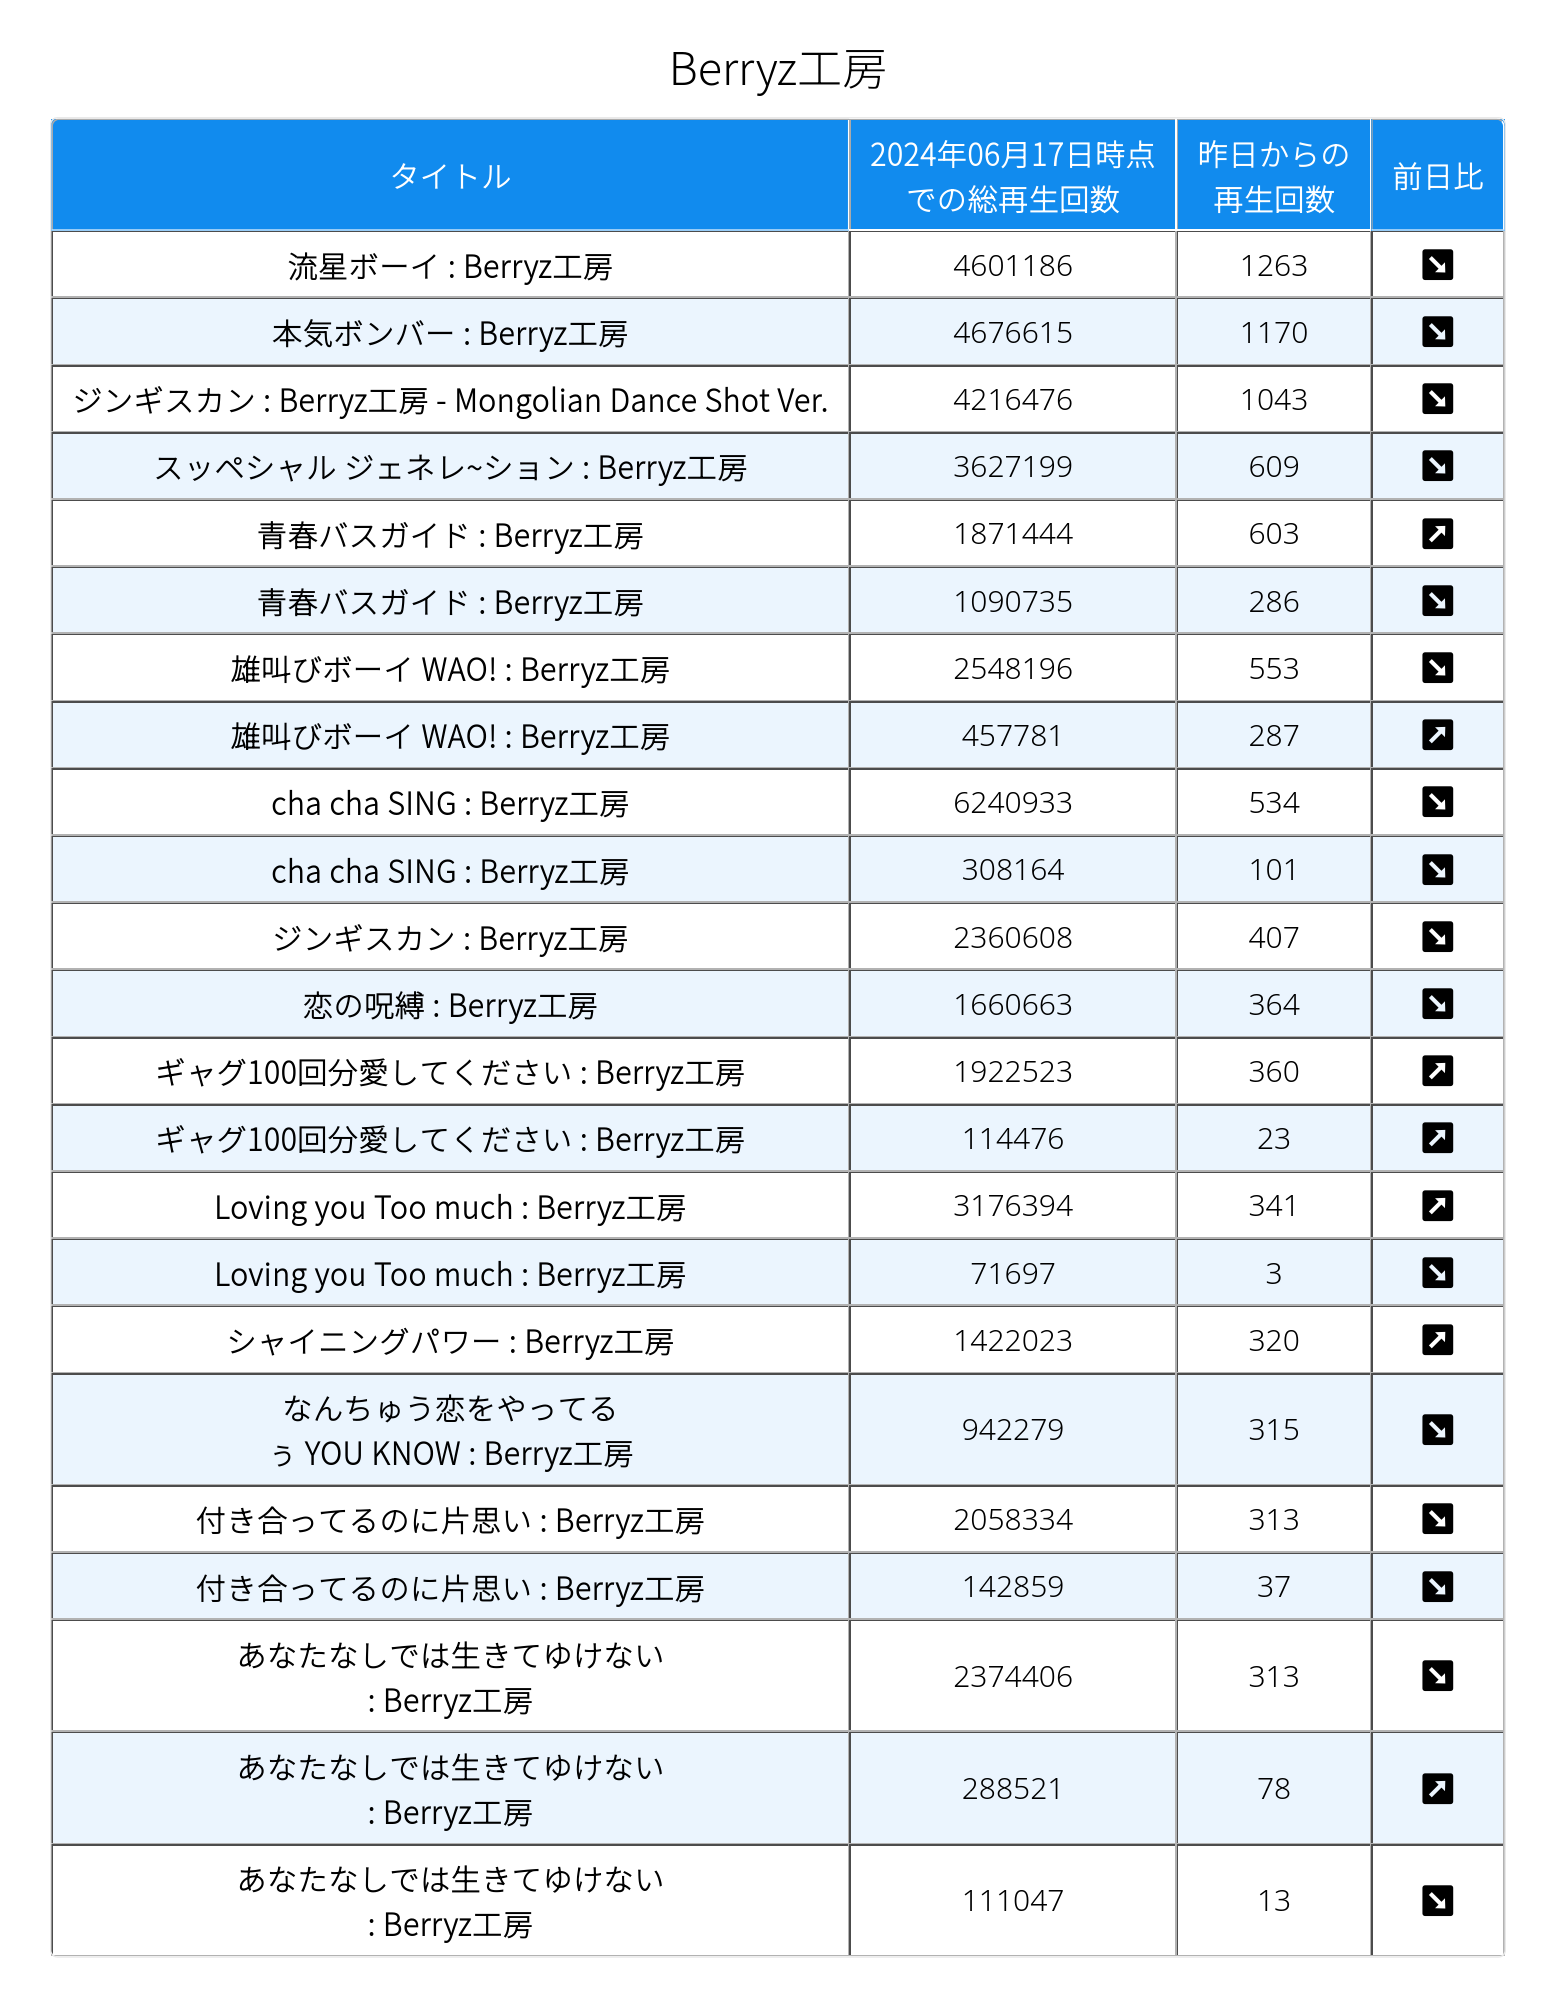 Berryz工房
タイトル
2024年06月17日時点
での総再生回数
昨日からの
再生回数
前日比
流星ボーイ : Berryz工房 4601186 1263
本気ボンバー : Berryz工房 4676615 1170
ジンギスカン : Berryz工房 - Mongolian Dance Shot Ver. 4216476 1043
スッペシャル ジェネレ~ション : Berryz工房 3627199 609
青春バスガイド : Berryz工房 1871444 603
青春バスガイド : Berryz工房 1090735 286
雄叫びボーイ WAO! : Berryz工房 2548196 553
雄叫びボーイ WAO! : Berryz工房 457781 287
cha cha SING : Berryz工房 6240933 534
cha cha SING : Berryz工房 308164 101
ジンギスカン : Berryz工房 2360608 407
恋の呪縛 : Berryz工房 1660663 364
ギャグ100回分愛してください : Berryz工房 1922523 360
ギャグ100回分愛してください : Berryz工房 114476 23
Loving you Too much : Berryz工房 3176394 341
Loving you Too much : Berryz工房 71697 3
シャイニングパワー : Berryz工房 1422023 320
なんちゅう恋をやってる
ぅ YOU KNOW : Berryz工房
942279 315
付き合ってるのに片思い : Berryz工房 2058334 313
付き合ってるのに片思い : Berryz工房 142859 37
あなたなしでは生きてゆけない
: Berryz工房
2374406 313
あなたなしでは生きてゆけない
: Berryz工房
288521 78
あなたなしでは生きてゆけない
: Berryz工房
111047 13